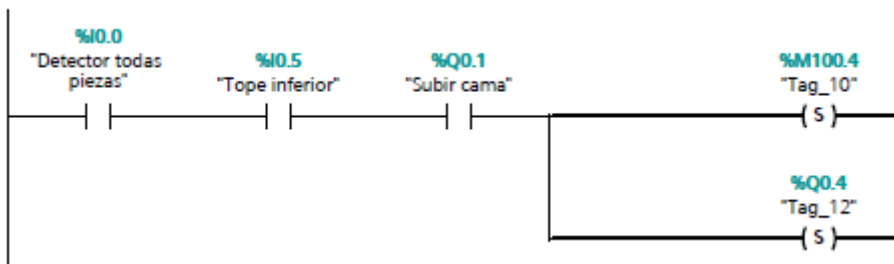 %I0.0
"Detector todas
piezas"
%I0.5
"Tope inferior"
%Q0.1
"Subir cama"
%M100.4
"Tag_10"
S
%Q0.4
"Tag_12"
S